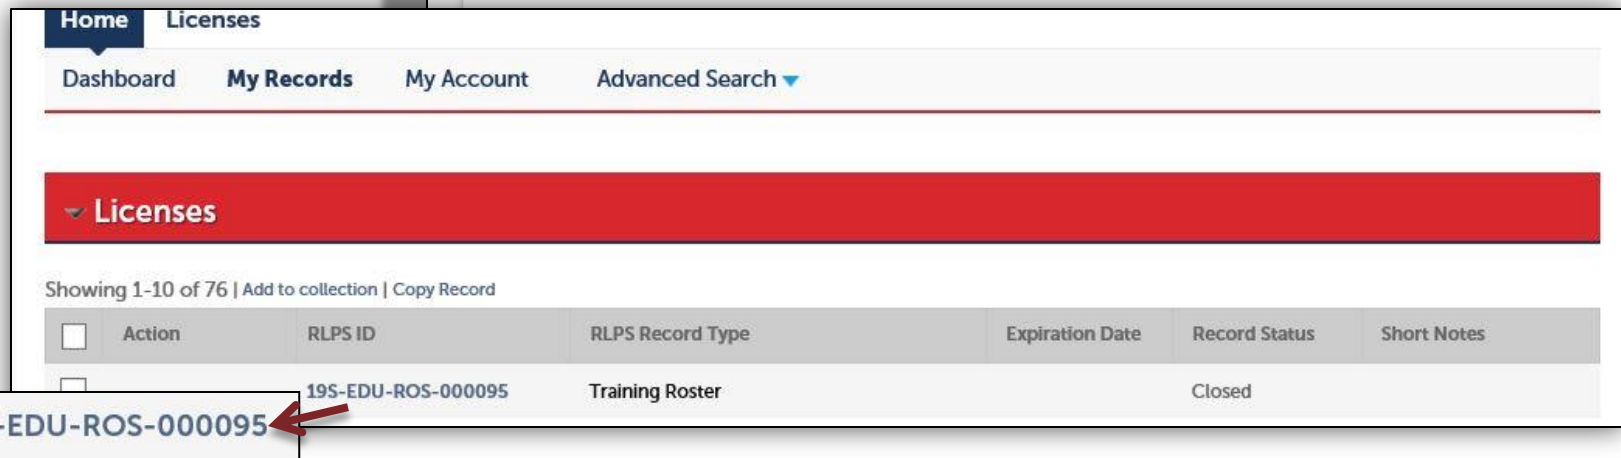 Home Licenses
Dashboard My Records My Account Advanced Search
Licenses
Showing 1-10 of 76 | Add to collection | Copy Record
Action RLPS ID RLPS Record Type Expiration Date Record Status Short Notes
19S-EDU-ROS-000095 Training Roster Closed
-EDU-ROS-000095